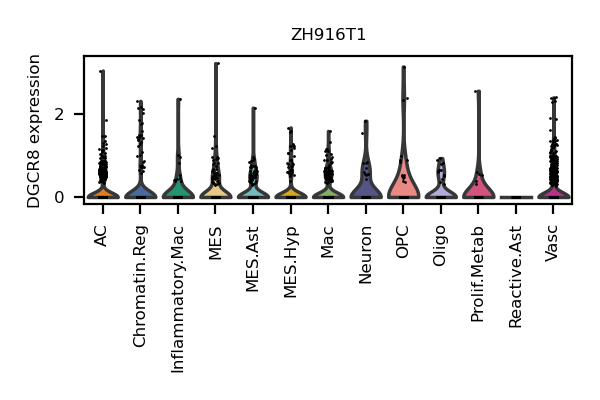 ZH916T1
DGCR8 expression
2
0
AC
Chromatin.Reg
Inflammatory.Mac
MES
MES.Ast
MES.Hyp
Mac
Neuron
OPC
Oligo
Prolif.Metab
Reactive.Ast
Vasc